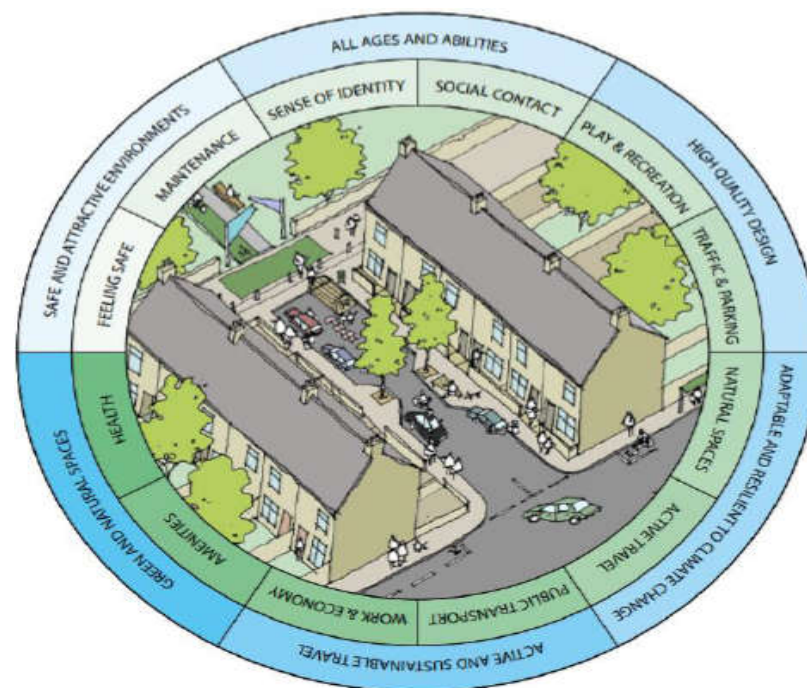 ALL AGES AND ABILITIES
HIGH QUALITY DESIGN
ADAPTABLE AND RESILIENT TO CLIMATE CHANGE
ACTIVE AND SUSTAINABLE TRAVEL
GREEN AND NATURAL SPACES
SAFE AND ATTRACTIVE ENVIRONMENTS
SENSE OF IDENTITY
SOCIAL CONTACT
PLAY & RECREATION
TRAFFIC & PARKING
NATURAL SPACES
ACTIVE TRAVEL
PUBLIC TRANSPORT
WORK & ECONOMY
AMENITIES
HEALTH
FEELING SAFE
MAINTENANCE